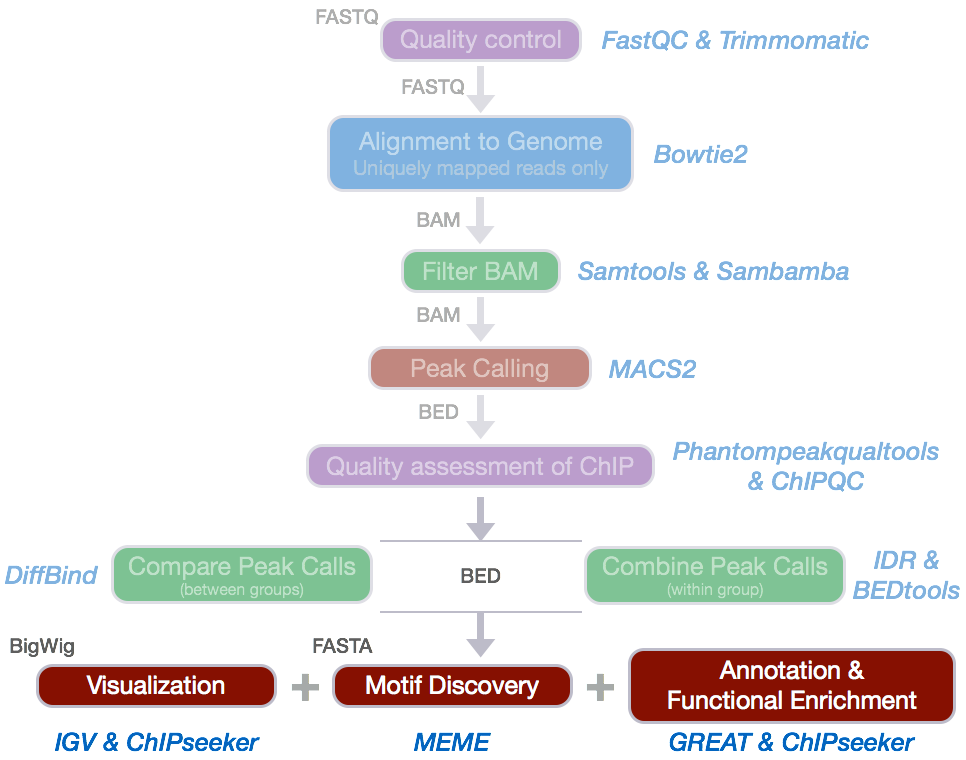 FASTQ
Quality control
FastQC & Trimmomatic
FASTQ
Alignment to Genome
Uniquely mapped reads only
Bowtie2
BAM
Filter BAM
Samtools & Sambamba
BAM
Peak Calling
MACS2
BED
Quality assessment of ChIP
Phantompeakqualtools
& ChIPQC
DiffBind
Compare Peak Calls
(between groups)
BED
Combine Peak Calls
(within group)
IDR &
BEDtools
BigWig
Visualization
FASTA
Motif Discovery
Annotation &
Functional Enrichment
IGV & ChIPseeker
MEME
GREAT & ChIPseeker